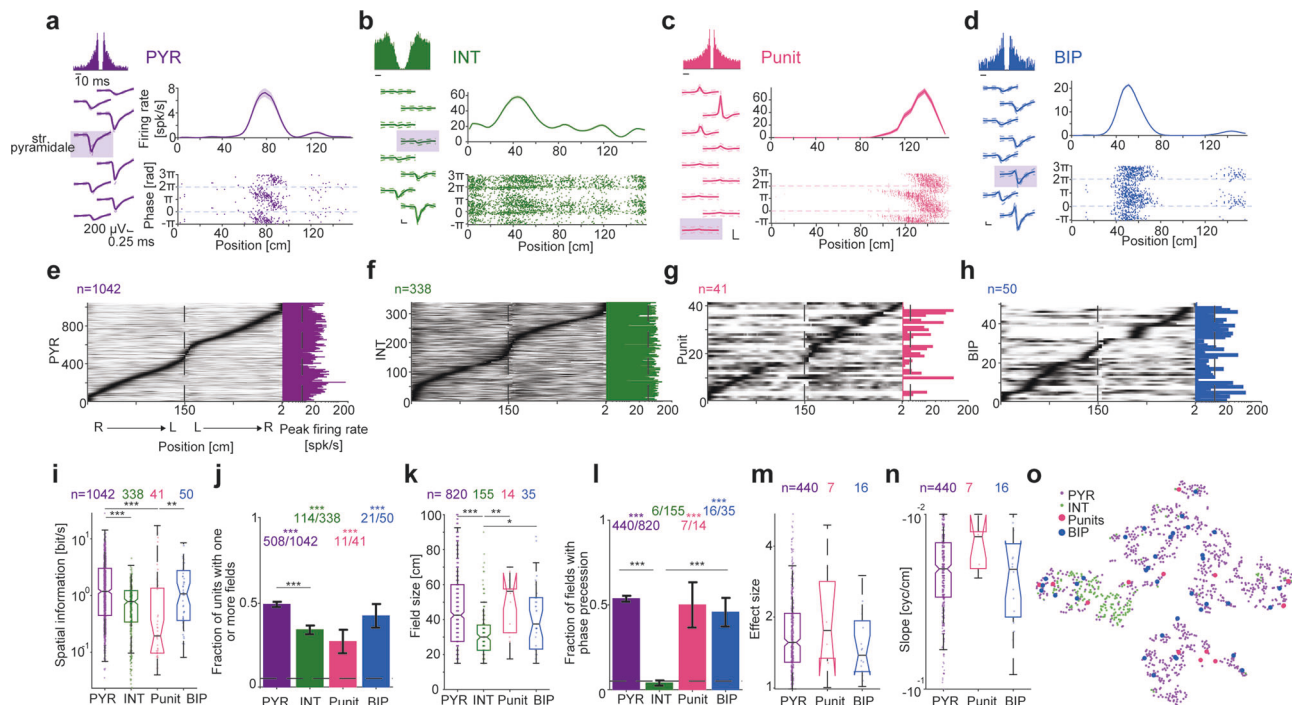 a
PYR
10 ms
str. pyramidale
200 µV
0.25 ms
Firing rate [spk/s]
8
4
0
0 40 80 120
Phase [rad]
3π
2π
π
0
-π
0 40 80 120
Position [cm]
b
INT
60
40
20
0
0 40 80 120
3π
2π
π
0
-π
0 40 80 120
Position [cm]
c
Punit
60
40
20
0
0 40 80 120
3π
2π
π
0
-π
0 40 80 120
Position [cm]
d
BIP
20
10
0
0 40 80 120
3π
2π
π
0
-π
0 40 80 120
Position [cm]
e
n=1042
PYR
800
400
0
0 150 2 20 200
R L L R
Position [cm]
Peak firing rate [spk/s]
f
n=338
INT
300
200
100
0
150 2 20 200
g
n=41
Punit
40
20
0
150 2 20 200
h
n=50
BIP
40
20
0
150 2 20 200
i
n=1042 338 41 50
*** **
***
Spatial information [bit/s]
10¹
10⁰
10¹
PYR INT Punit BIP
j
*** 508/1042
*** 114/338
*** 11/41
*** 21/50
***
Fraction of units with one or more fields
1
0.5
0
PYR INT Punit BIP
k
n= 820 155 14 35
*** **
*
Field size [cm]
100
80
60
40
20
0
PYR INT Punit BIP
l
*** 440/820
6/155
*** 7/14
*** 16/35
*** ***
Fraction of fields with phase precession
1
0.5
0
PYR INT Punit BIP
m
n=440 7 16
Effect size
4
2
1
PYR Punit BIP
n
n=440 7 16
Slope [cyc/cm]
-10⁻²
-10⁻¹
PYR Punit BIP
o
PYR
INT
Punits
BIP